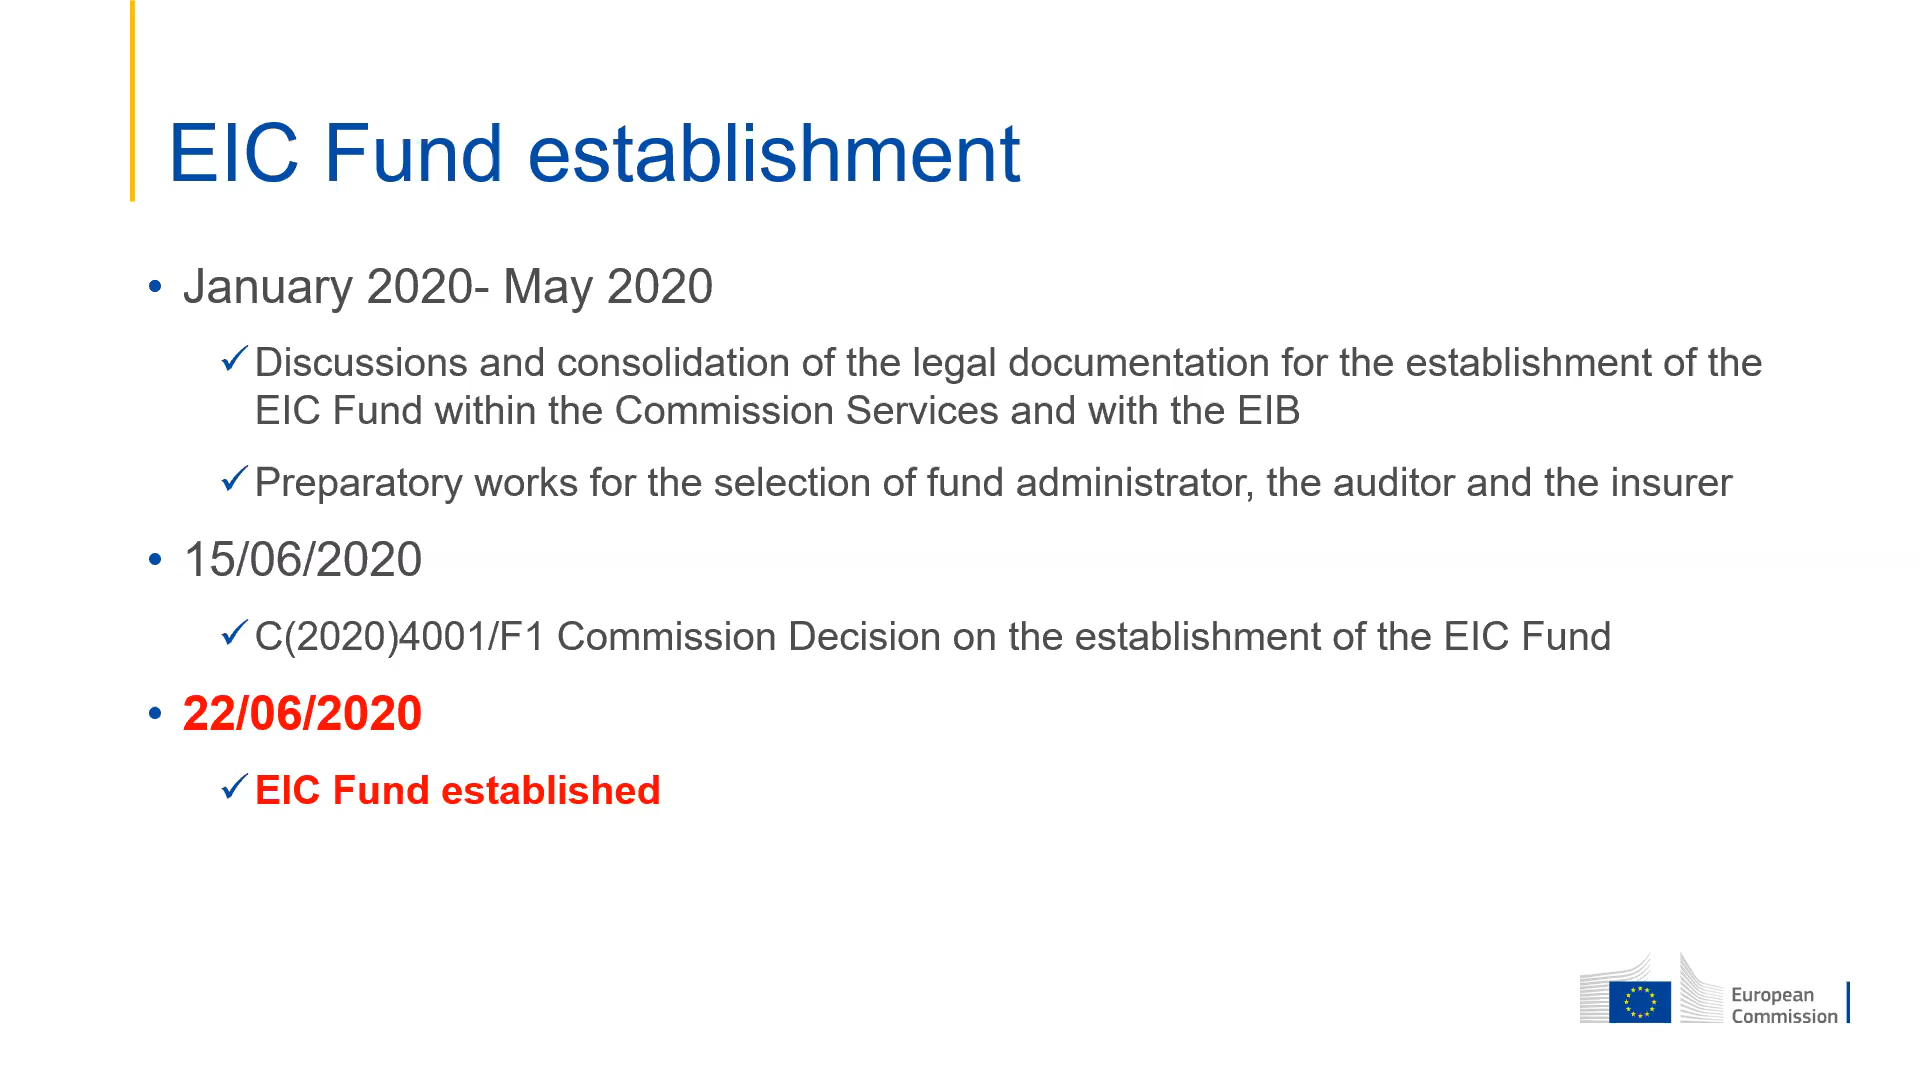 EIC Fund establishment
• January 2020- May 2020
✓ Discussions and consolidation of the legal documentation for the establishment of the
EIC Fund within the Commission Services and with the EIB
✓ Preparatory works for the selection of fund administrator, the auditor and the insurer
• 15/06/2020
✓ C(2020)4001/F1 Commission Decision on the establishment of the EIC Fund
• 22/06/2020
✓ EIC Fund established
European
Commission